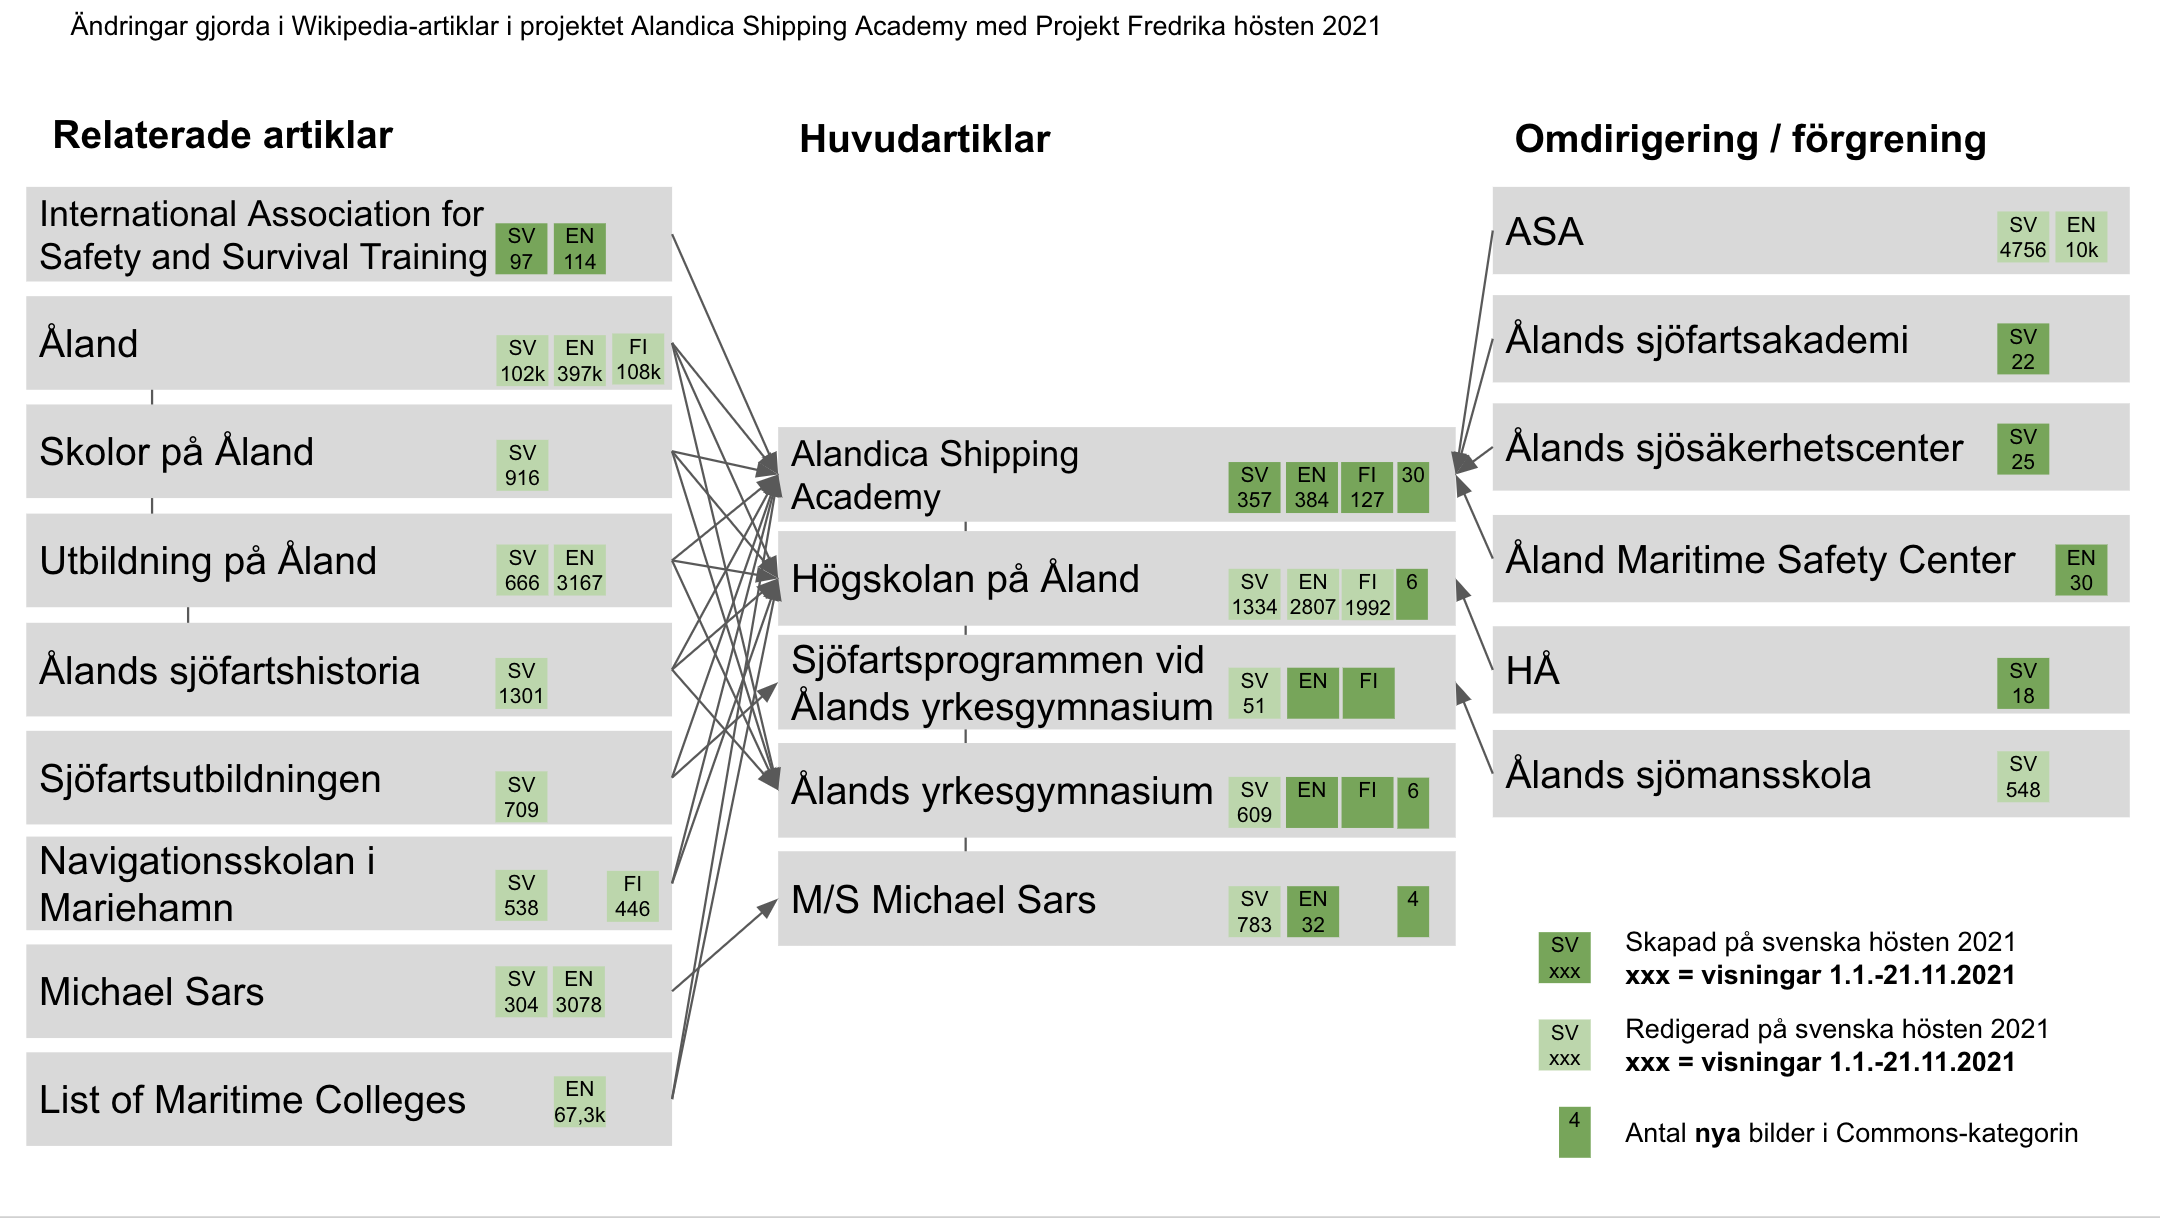 Ändringar gjorda i Wikipedia-artiklar i projektet Alandica Shipping Academy med Projekt Fredrika hösten 2021
Relaterade artiklar
International Association for
Safety and Survival Training
SV
97
EN
114
Åland
SV
102k
EN
397k
FI
108k
Skolor på Åland
SV
916
Utbildning på Åland
SV
666
EN
3167
Ålands sjöfartshistoria
SV
1301
Sjöfartsutbildningen
SV
709
Navigationsskolan i
Mariehamn
SV
538
FI
446
Michael Sars
SV
304
EN
3078
List of Maritime Colleges
EN
67,3k
Huvudartiklar
Alandica Shipping
Academy
SV
357
EN
384
FI
127
30
Högskolan på Åland
SV
1334
EN
2807
FI
1992
6
Sjöfartsprogrammen vid
Ålands yrkesgymnasium
SV
51
EN
FI
Ålands yrkesgymnasium
SV
609
EN
FI
6
M/S Michael Sars
SV
783
EN
32
4
Omdirigering / förgrening
ASA
SV
4756
EN
10k
Ålands sjöfartsakademi
SV
22
Ålands sjösäkerhetscenter
SV
25
Åland Maritime Safety Center
EN
30
HÅ
SV
18
Ålands sjömansskola
SV
548
SV
xxx
Skapad på svenska hösten 2021
xxx = visningar 1.1.-21.11.2021
SV
xxx
Redigerad på svenska hösten 2021
xxx = visningar 1.1.-21.11.2021
4
Antal nya bilder i Commons-kategorin